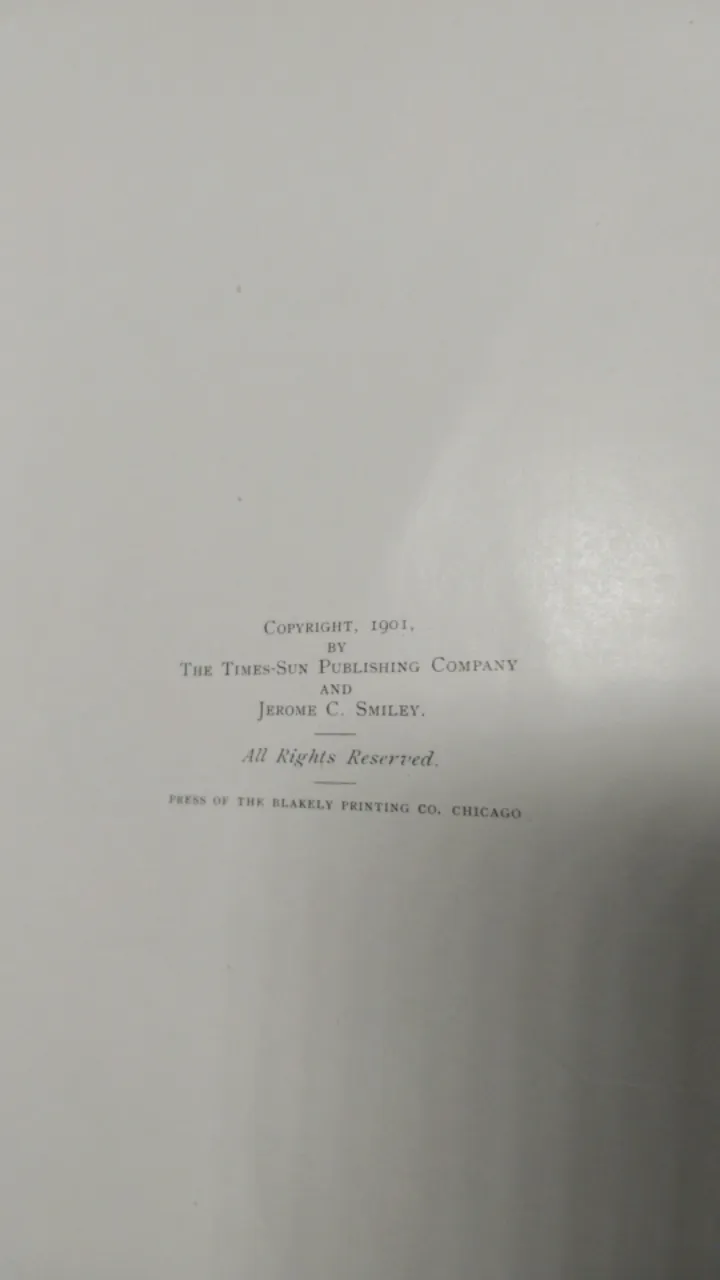 COPYRIGHT, 1901,
BY
THE TIMES-SUN PUBLISHING COMPANY
AND
JEROME C. SMILEY.
All Rights Reserved.
PRESS OF THE BLAKELY PRINTING CO. CHICAGO